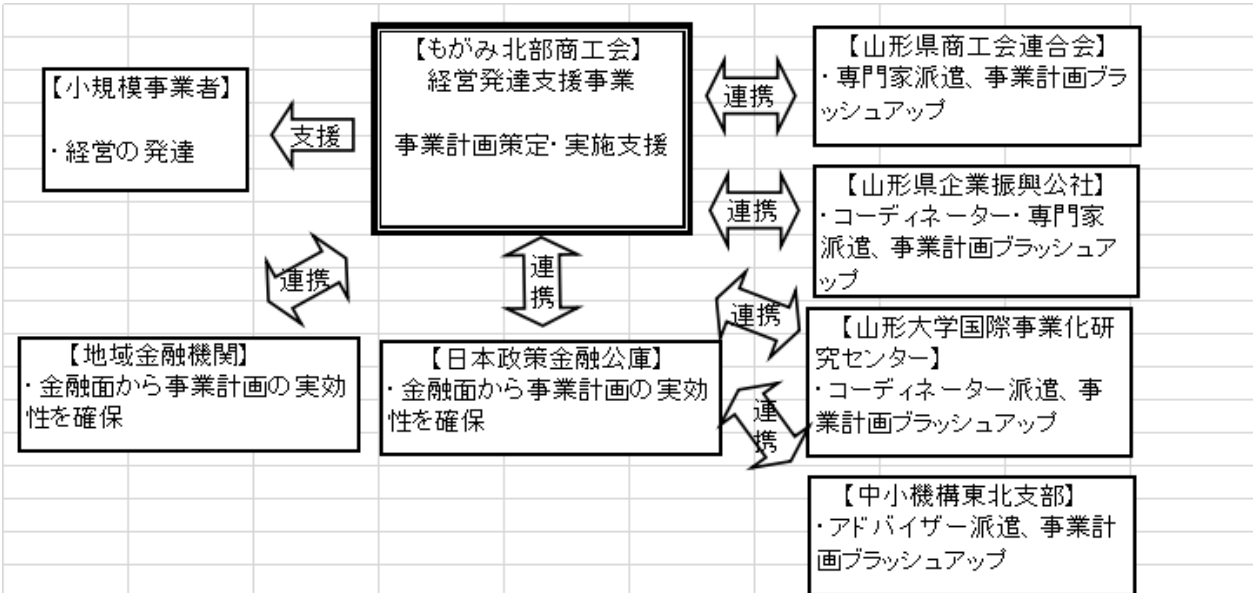 【小規模事業者】
・経営の発達
支援
【もがみ北部商工会】
経営発達支援事業
事業計画策定・実施支援
連携
【山形県商工会連合会】
・専門家派遣、事業計画ブラ
ッシュアップ
連携
【山形県企業振興公社】
・コーディネーター・専門家
派遣、事業計画ブラッシュア
ップ
連携
連
携
連携
【山形大学国際事業化研
究センター】
・コーディネーター派遣、事
業計画ブラッシュアップ
【地域金融機関】
・金融面から事業計画の実効
性を確保
【日本政策金融公庫】
・金融面から事業計画の実効
性を確保
連
携
【中小機構東北支部】
・アドバイザー派遣、事業計
画ブラッシュアップ